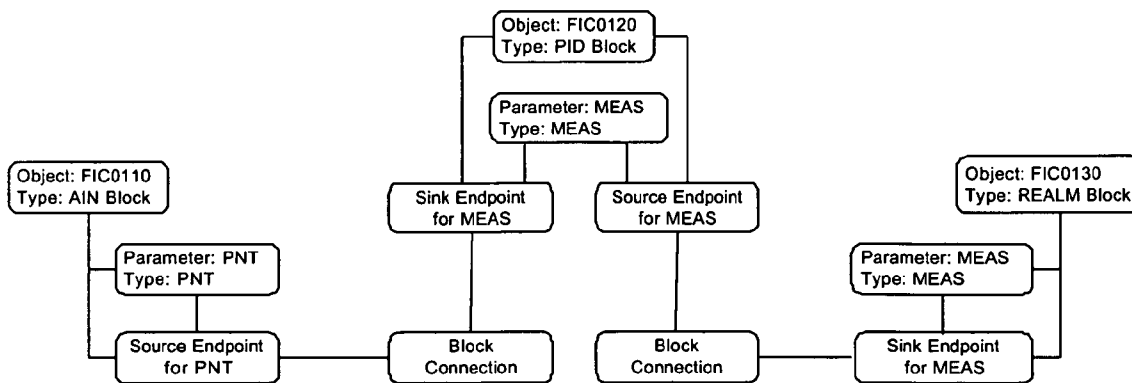 Object: FIC0120
Type: PID Block
Parameter: MEAS
Type: MEAS
Object: FIC0110
Type: AIN Block
Sink Endpoint
for MEAS
Source Endpoint
for MEAS
Object: FIC0130
Type: REALM Block
Parameter: PNT
Type: PNT
Parameter: MEAS
Type: MEAS
Source Endpoint
for PNT
Block
Connection
Block
Connection
Sink Endpoint
for MEAS